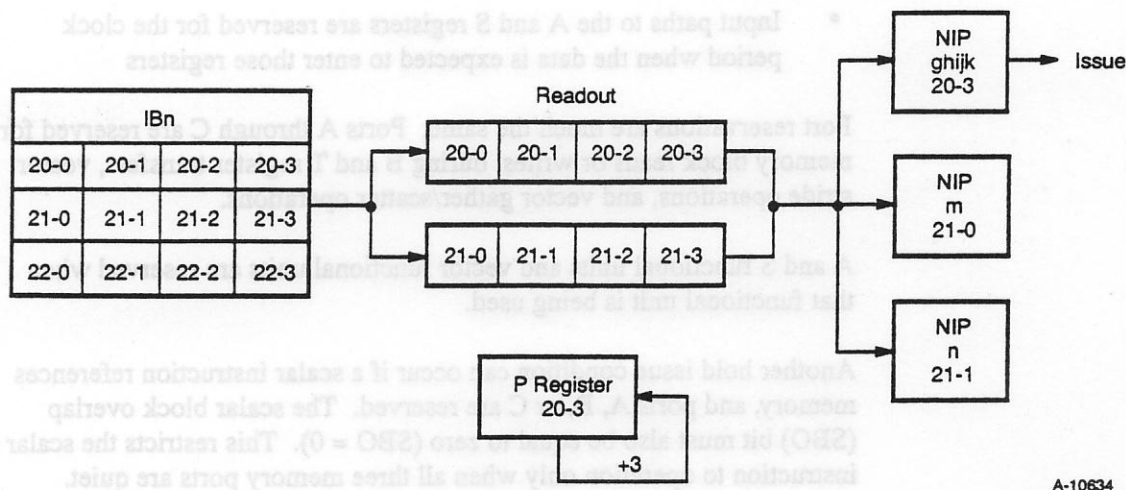 Input paths to the A and S registers are reserved for the clock
period when the data is expected to enter those registers
NIP
ghijk
20-3
Issue
IBn
20-0 20-1 20-2 20-3
21-0 21-1 21-2 21-3
22-0 22-1 22-2 22-3
Readout
20-0 20-1 20-2 20-3
21-0 21-1 21-2 21-3
Port reservations are much the same. Ports A through C are reserved for
memory block reads or writes, during B and T register transfers, vector
stride operations, and vector gather/scatter operations.
NIP
m
21-0
A and S functional units and vector functional units are reserved when
that functional unit is being used.
NIP
n
21-1
P Register
20-3
+3
Another hold issue condition can occur if a scalar instruction references
memory, and ports A, B, or C are reserved. The scalar block overlap
(SBO) bit must also be equal to zero (SBO = 0). This restricts the scalar
instruction to operation only when all three memory ports are quiet.
A-10634